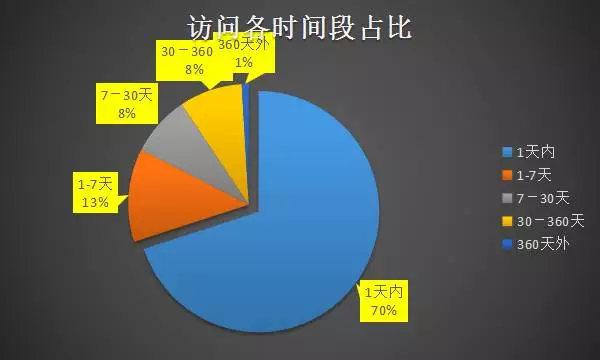 访问各时间段占比
360天外
1%
30－360
8%
7－30天
8%
1-7天
13%
1天内
70%
1天内
1-7天
7－30天
30－360天
360天外